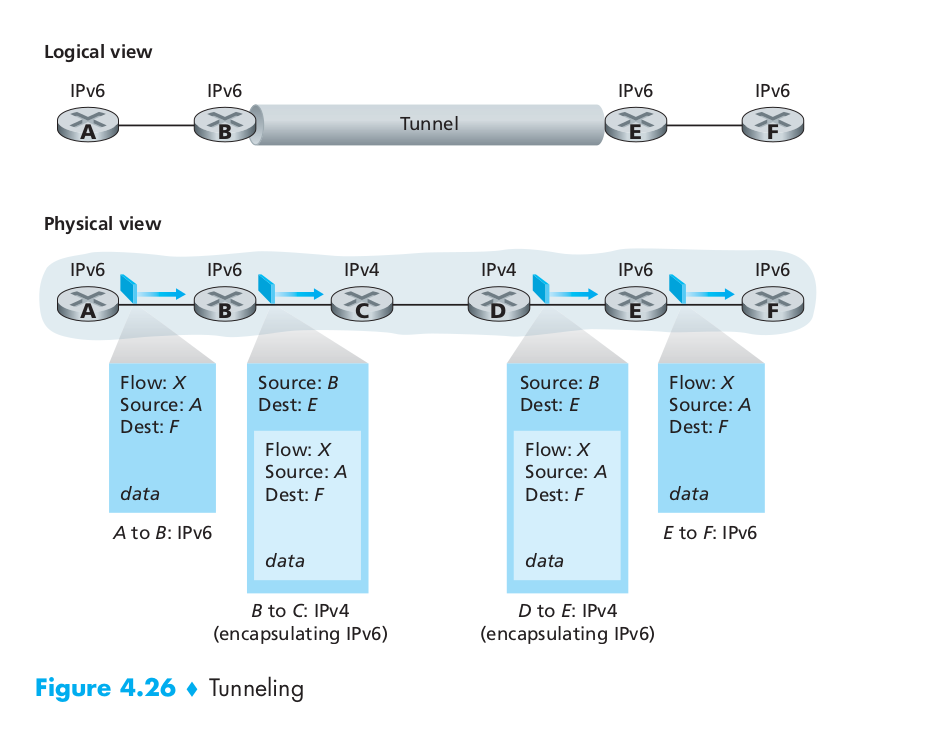 Logical view
IPv6 IPv6 IPv6 IPv6
A B Tunnel E F
Physical view
IPv6 IPv6 IPv4 IPv4 IPv6 IPv6
A B C D E F
Flow: X
Source: A
Dest: F
data
A to B: IPv6
Source: B
Dest: E
Flow: X
Source: A
Dest: F
data
B to C: IPv4
(encapsulating IPv6)
Source: B
Dest: E
Flow: X
Source: A
Dest: F
data
D to E: IPv4
(encapsulating IPv6)
Flow: X
Source: A
Dest: F
data
E to F: IPv6
Figure 4.26 ♦ Tunneling